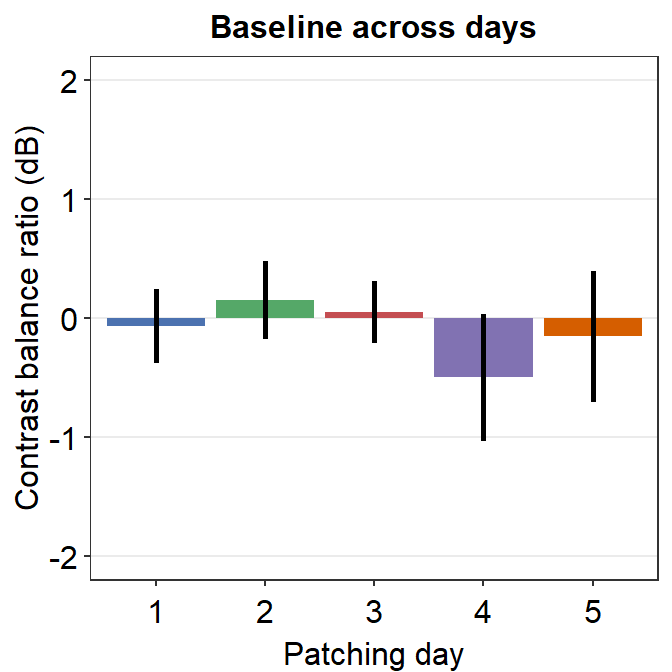 Baseline across days
Contrast balance ratio (dB)
2
1
0
-1
-2
1 2 3 4 5
Patching day